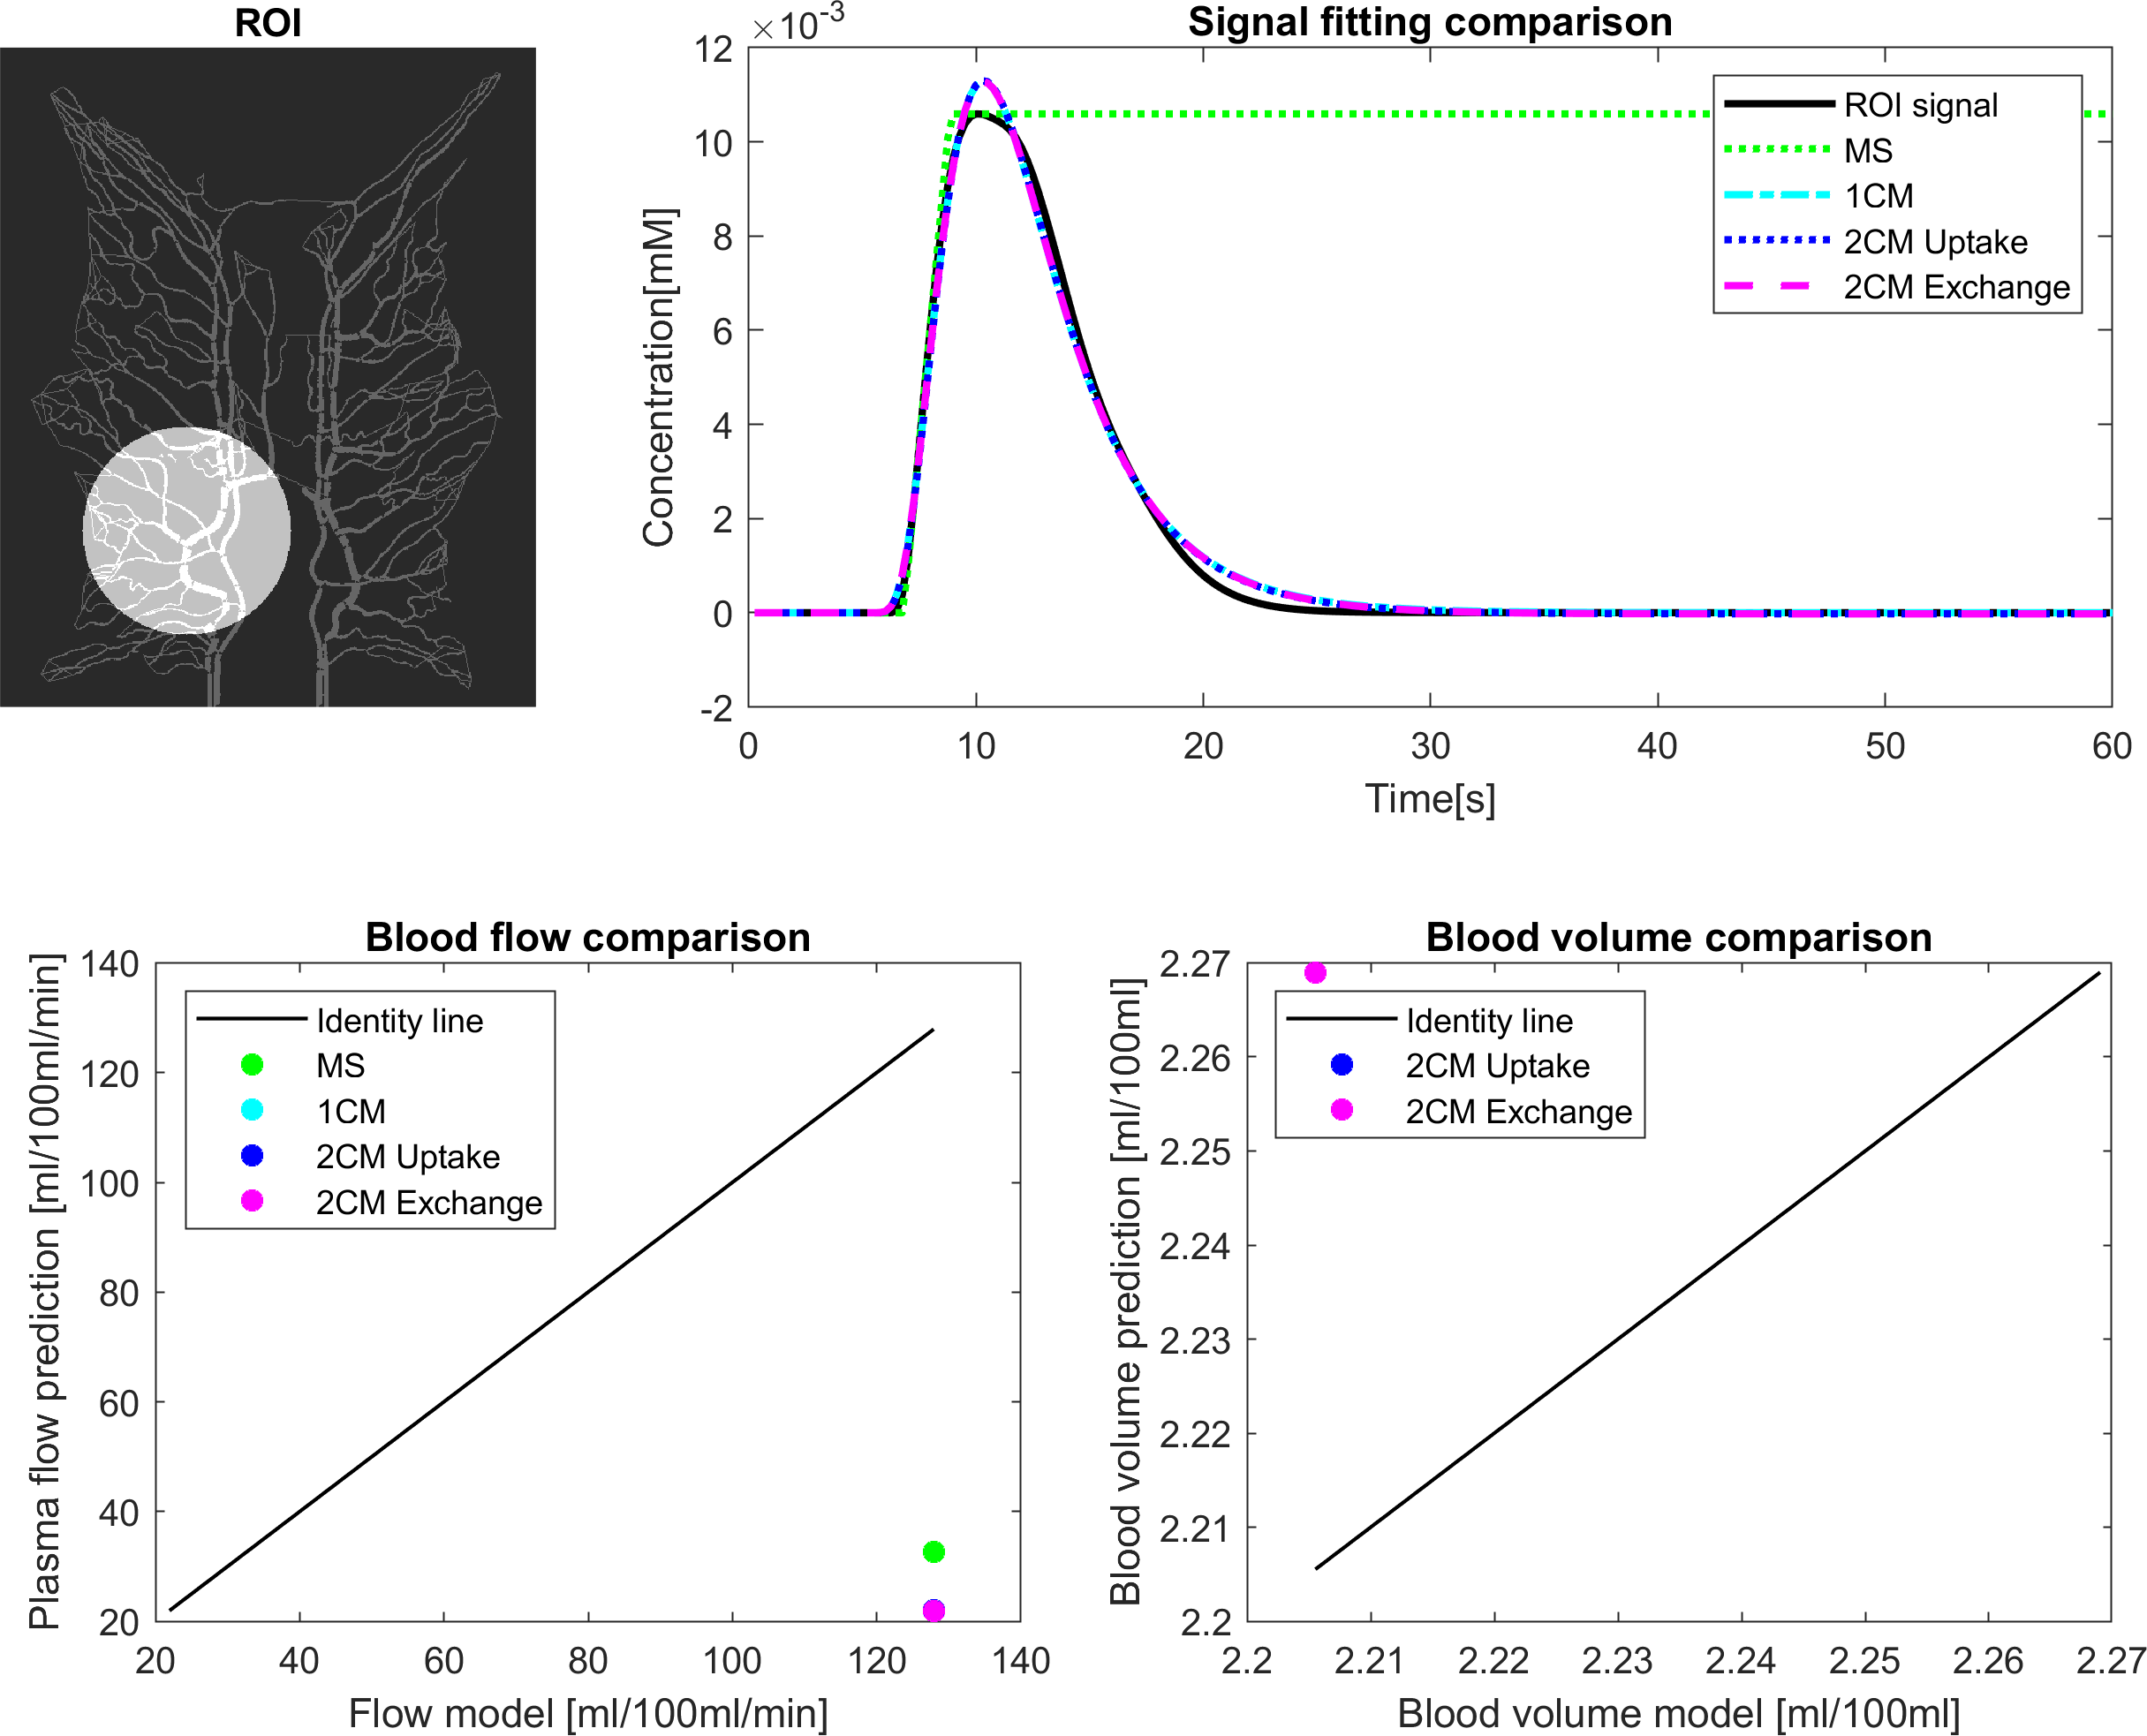 ROI
Signal fitting comparison
×10-3
12
10
8
6
4
2
0
-2
Concentration[mM]
0 10 20 30 40 50 60
Time[s]
ROI signal
MS
1CM
2CM Uptake
2CM Exchange
Blood flow comparison
140
120
100
80
60
40
20
Plasma flow prediction [ml/100ml/min]
20 40 60 80 100 120 140
Flow model [ml/100ml/min]
Identity line
MS
1CM
2CM Uptake
2CM Exchange
Blood volume comparison
2.27
2.26
2.25
2.24
2.23
2.22
2.21
2.2
Blood volume prediction [ml/100ml]
2.2 2.21 2.22 2.23 2.24 2.25 2.26 2.27
Blood volume model [ml/100ml]
Identity line
2CM Uptake
2CM Exchange